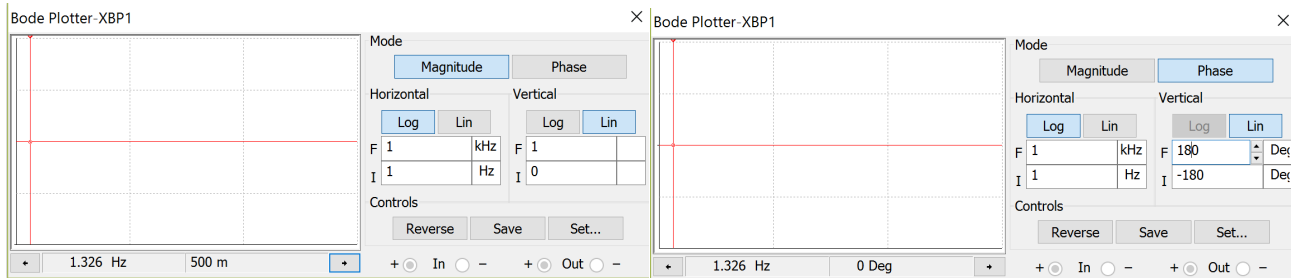 Bode Plotter-XBP1
Mode
Magnitude Phase
Horizontal Vertical
Log Lin Log Lin
F 1 kHz F 1
I 1 Hz I 0
Controls
Reverse Save Set...
1.326 Hz 500 m + In - + Out -
Bode Plotter-XBP1
Mode
Magnitude Phase
Horizontal Vertical
Log Lin Log Lin
F 1 kHz F 180 Deg
I 1 Hz I -180 Deg
Controls
Reverse Save Set...
1.326 Hz 0 Deg + In - + Out -